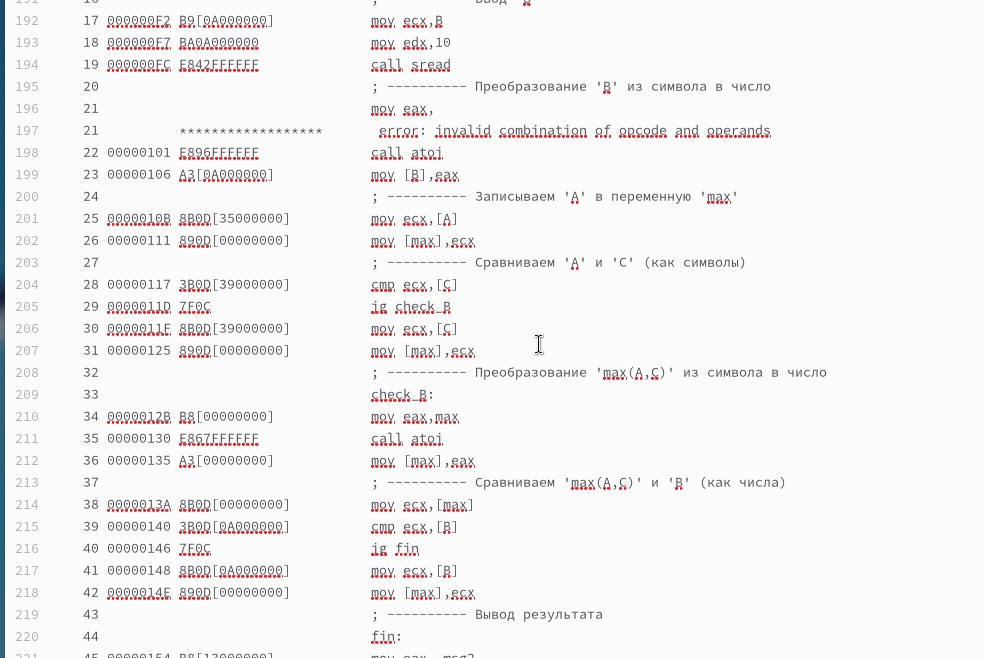 192 17 000000F2 B9[0A000000] mov ecx,B
193 18 000000F7 BA0A000000 mov edx,10
194 19 000000FC E842FFFFFF call sread
195 20 ; ---------- Преобразование 'B' из символа в число
196 21 mov eax,
197 21 ****************** error: invalid combination of opcode and operands
198 22 00000101 E896FFFFFF call atoi
199 23 00000106 A3[0A000000] mov [B],eax
200 24 ; ---------- Записываем 'A' в переменную 'max'
201 25 0000010B 8B0D[35000000] mov ecx,[A]
202 26 00000111 890D[00000000] mov [max],ecx
203 27 ; ---------- Сравниваем 'A' и 'C' (как символы)
204 28 00000117 3B0D[39000000] cmp ecx,[C]
205 29 0000011D 7F0C jg check_B
206 30 0000011F 8B0D[39000000] mov ecx,[C]
207 31 00000125 890D[00000000] mov [max],ecx
208 32 ; ---------- Преобразование 'max(A,C)' из символа в число
209 33 check_B:
210 34 0000012B B8[00000000] mov eax,max
211 35 00000130 E867FFFFFF call atoi
212 36 00000135 A3[00000000] mov [max],eax
213 37 ; ---------- Сравниваем 'max(A,C)' и 'B' (как числа)
214 38 0000013A 8B0D[00000000] mov ecx,[max]
215 39 00000140 3B0D[0A000000] cmp ecx,[B]
216 40 00000146 7F0C jg fin
217 41 00000148 8B0D[0A000000] mov ecx,[B]
218 42 0000014E 890D[00000000] mov [max],ecx
219 43 ; ---------- Вывод результата
220 44 fin: